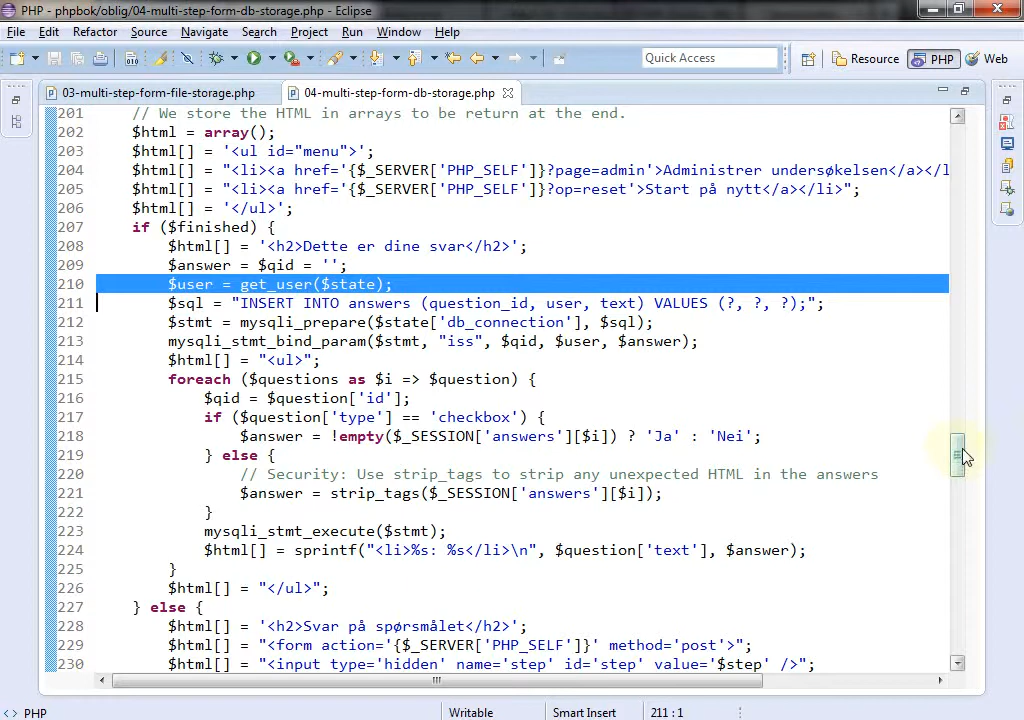 PHP - phpbok/oblig/04-multi-step-form-db-storage.php - Eclipse
File Edit Refactor Source Navigate Search Project Run Window Help
Quick Access Resource PHP Web
03-multi-step-form-file-storage.php 04-multi-step-form-db-storage.php
201 // We store the HTML in arrays to be return at the end.
202 $html = array();
203 $html[] = '<ul id="menu">';
204 $html[] = "<li><a href='{$_SERVER['PHP_SELF']}?page=admin'>Administrer undersøkelsen</a></l
205 $html[] = "<li><a href='{$_SERVER['PHP_SELF']}?op=reset'>Start på nytt</a></li>";
206 $html[] = '</ul>';
207 if ($finished) {
208 $html[] = '<h2>Dette er dine svar</h2>';
209 $answer = $qid = '';
210 $user = get_user($state);
211 $sql = "INSERT INTO answers (question_id, user, text) VALUES (?, ?, ?);";
212 $stmt = mysqli_prepare($state['db_connection'], $sql);
213 mysqli_stmt_bind_param($stmt, "iss", $qid, $user, $answer);
214 $html[] = "<ul>";
215 foreach ($questions as $i => $question) {
216 $qid = $question['id'];
217 if ($question['type'] == 'checkbox') {
218 $answer = !empty($_SESSION['answers'][$i]) ? 'Ja' : 'Nei';
219 } else {
220 // Security: Use strip_tags to strip any unexpected HTML in the answers
221 $answer = strip_tags($_SESSION['answers'][$i]);
222 }
223 mysqli_stmt_execute($stmt);
224 $html[] = sprintf("<li>%s: %s</li>\n", $question['text'], $answer);
225 }
226 $html[] = "</ul>";
227 } else {
228 $html[] = '<h2>Svar på spørsmålet</h2>';
229 $html[] = "<form action='{$_SERVER['PHP_SELF']}' method='post'>";
230 $html[] = "<input type='hidden' name='step' id='step' value='$step' />";
PHP Writable Smart Insert 211 : 1